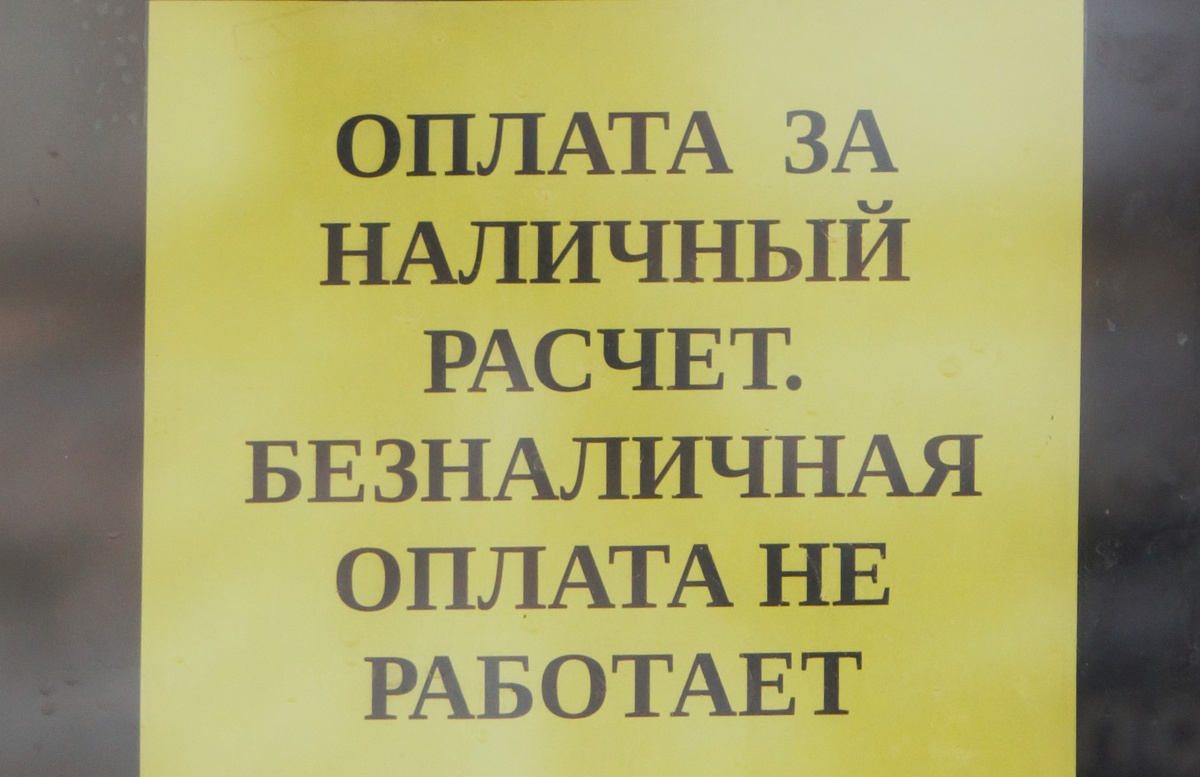 ОПЛАТА ЗА
НАЛИЧНЫЙ
РАСЧЕТ.
БЕЗНАЛИЧНАЯ
ОПЛАТА НЕ
РАБОТАЕТ